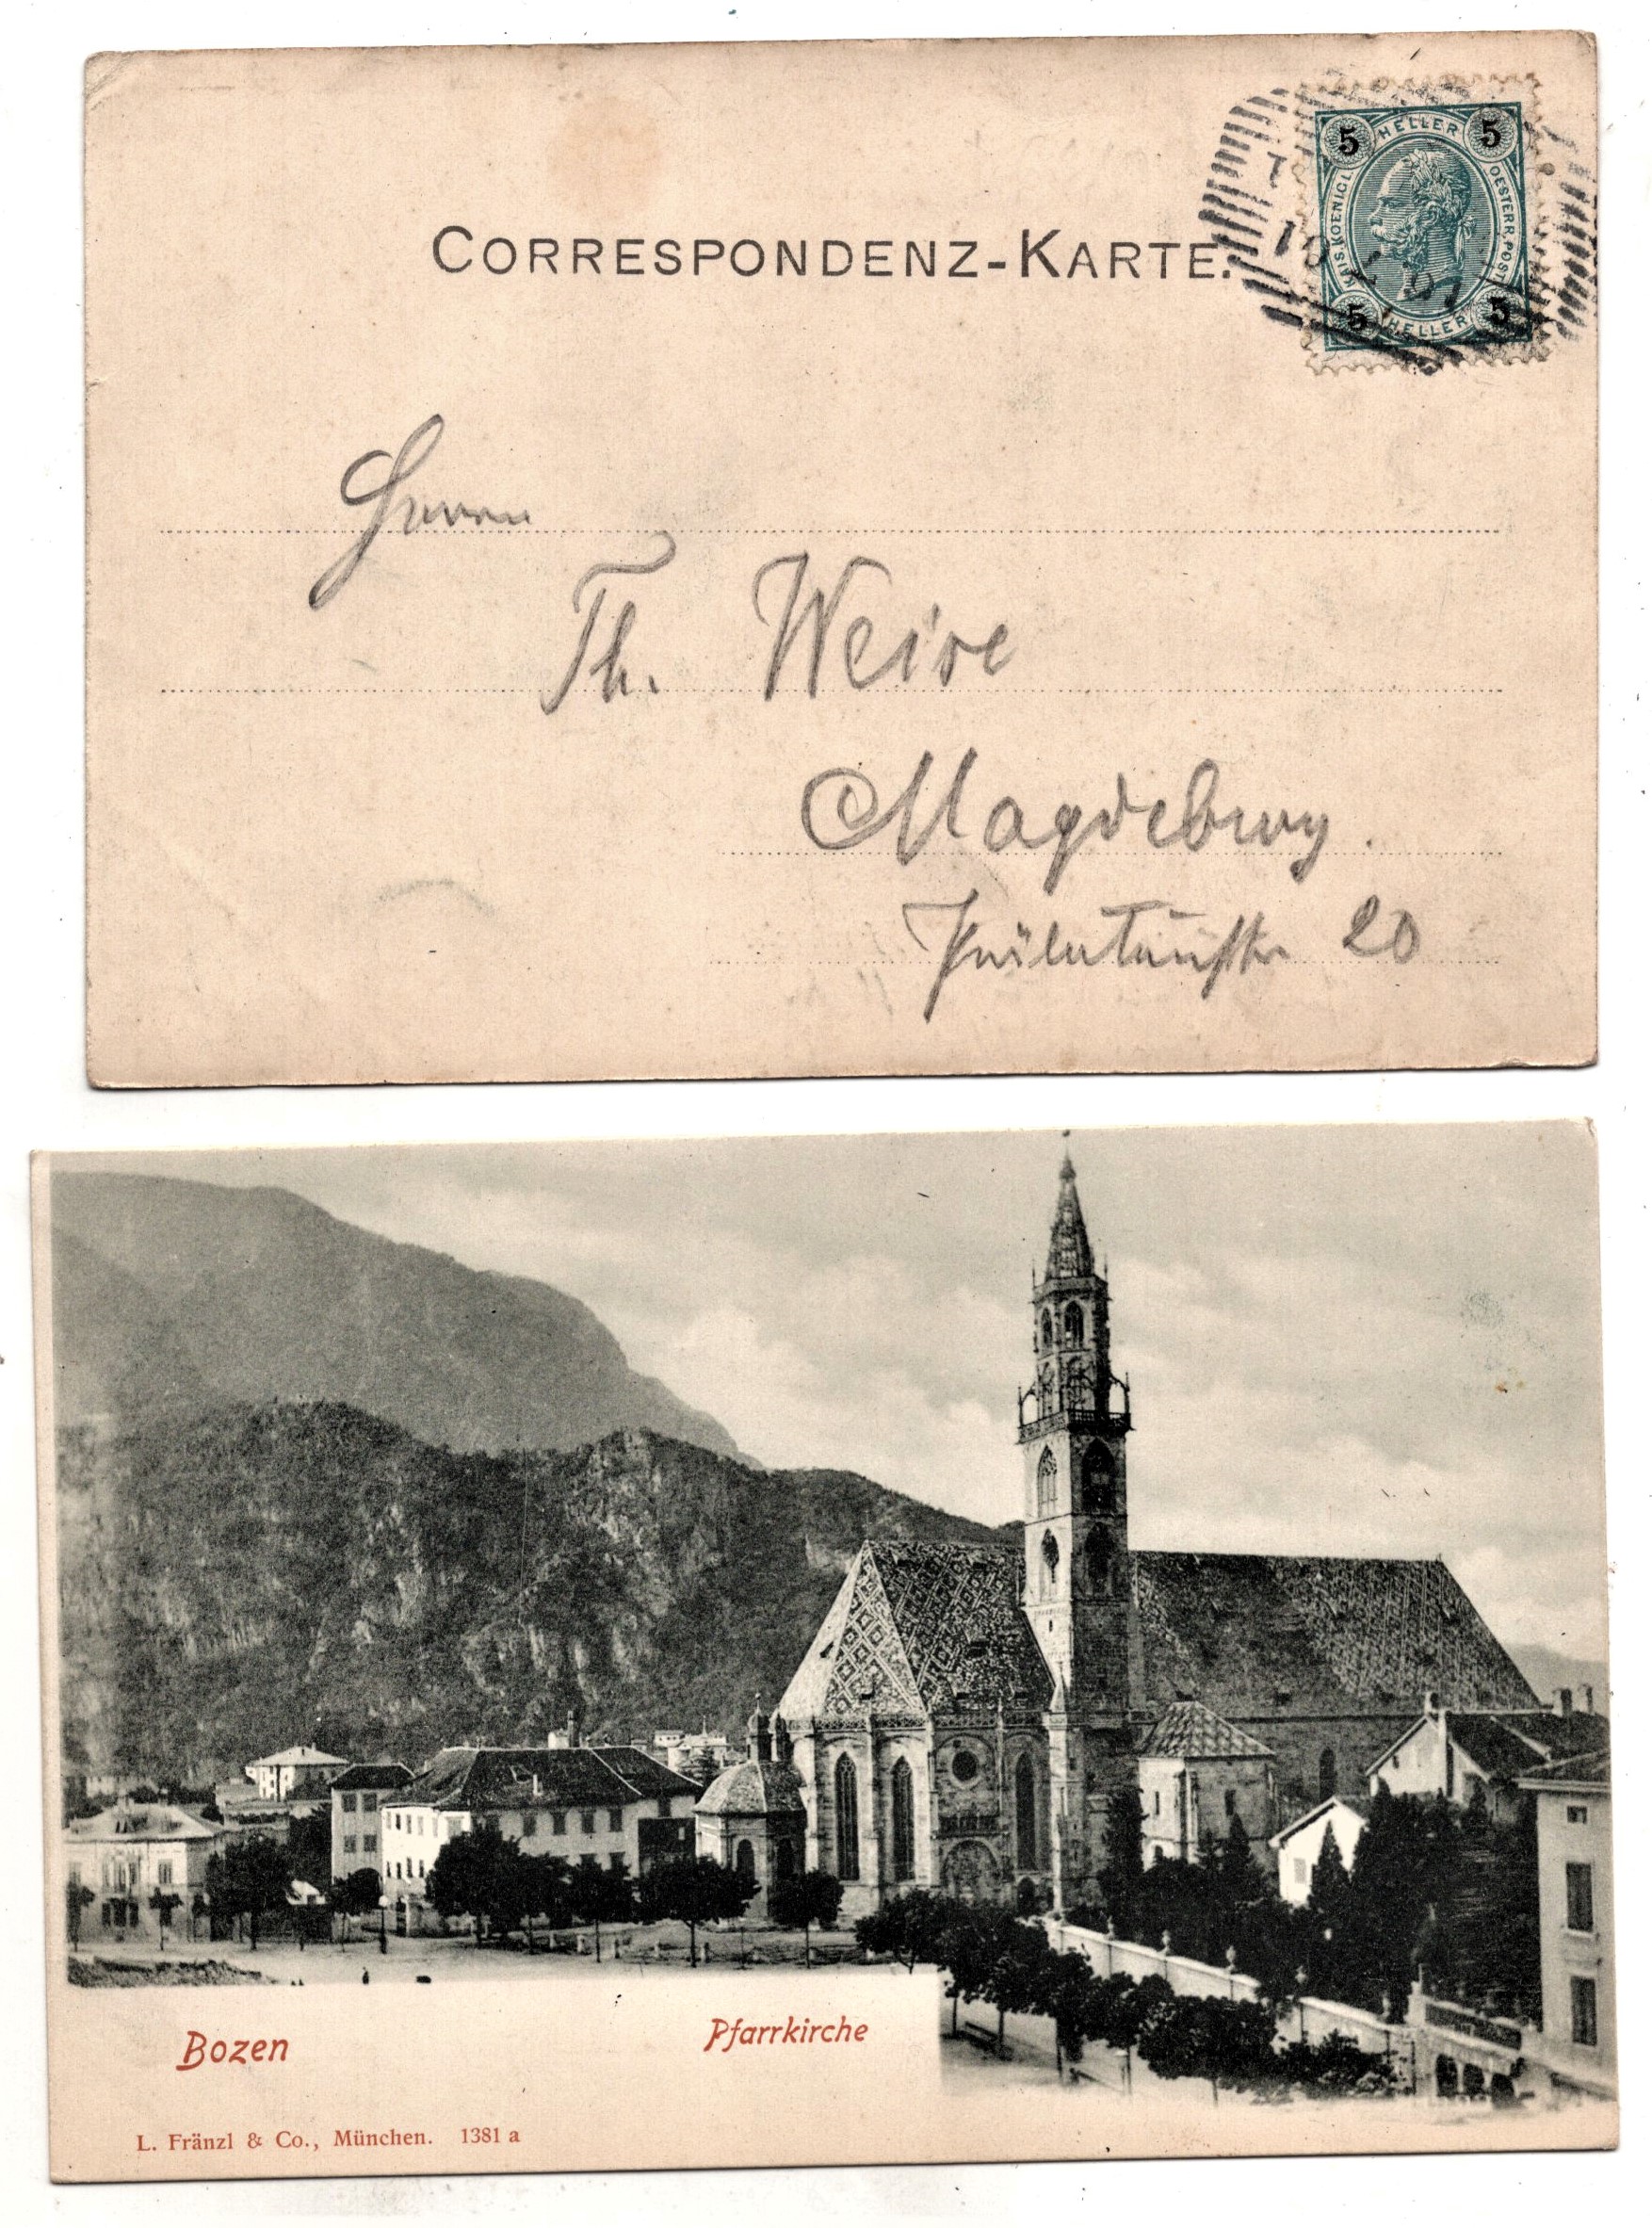 CORRESPONDENZ-KARTE.
5 HELLER 5
KAIS. KOENIGL. OESTERR. POST
5 HELLER 5
Herrn
Th. Weise
Magdeburg.
20
Bozen
Pfarrkirche
L. Fränzl & Co., München. 1381 a